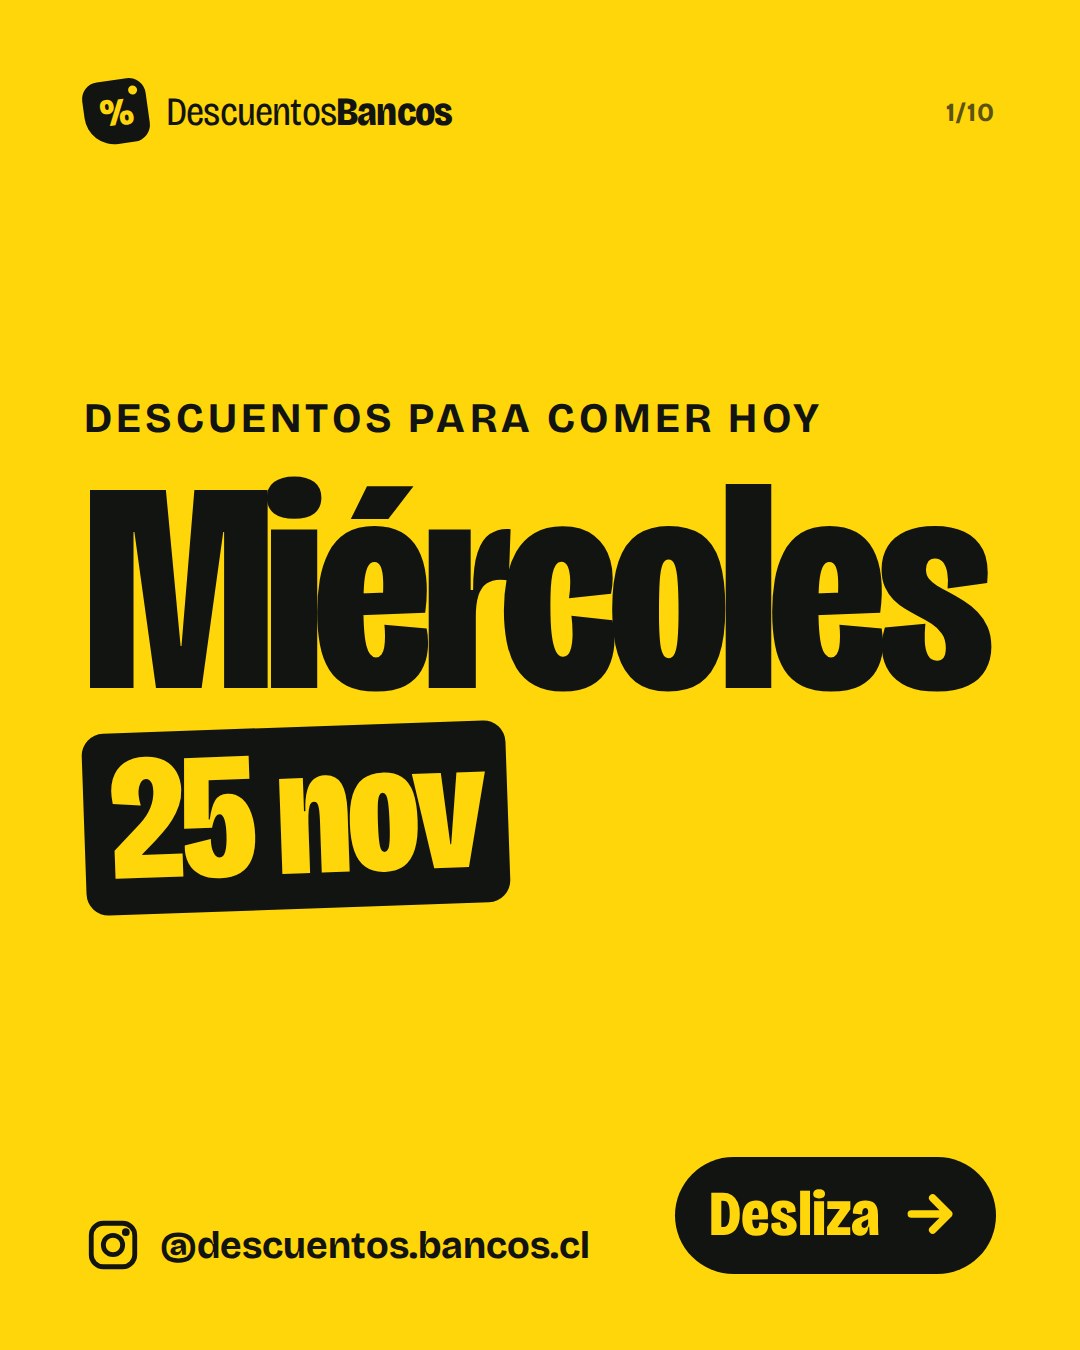 % DescuentosBancos
1/10
DESCUENTOS PARA COMER HOY
Miércoles
25 nov
@descuentos.bancos.cl
Desliza →